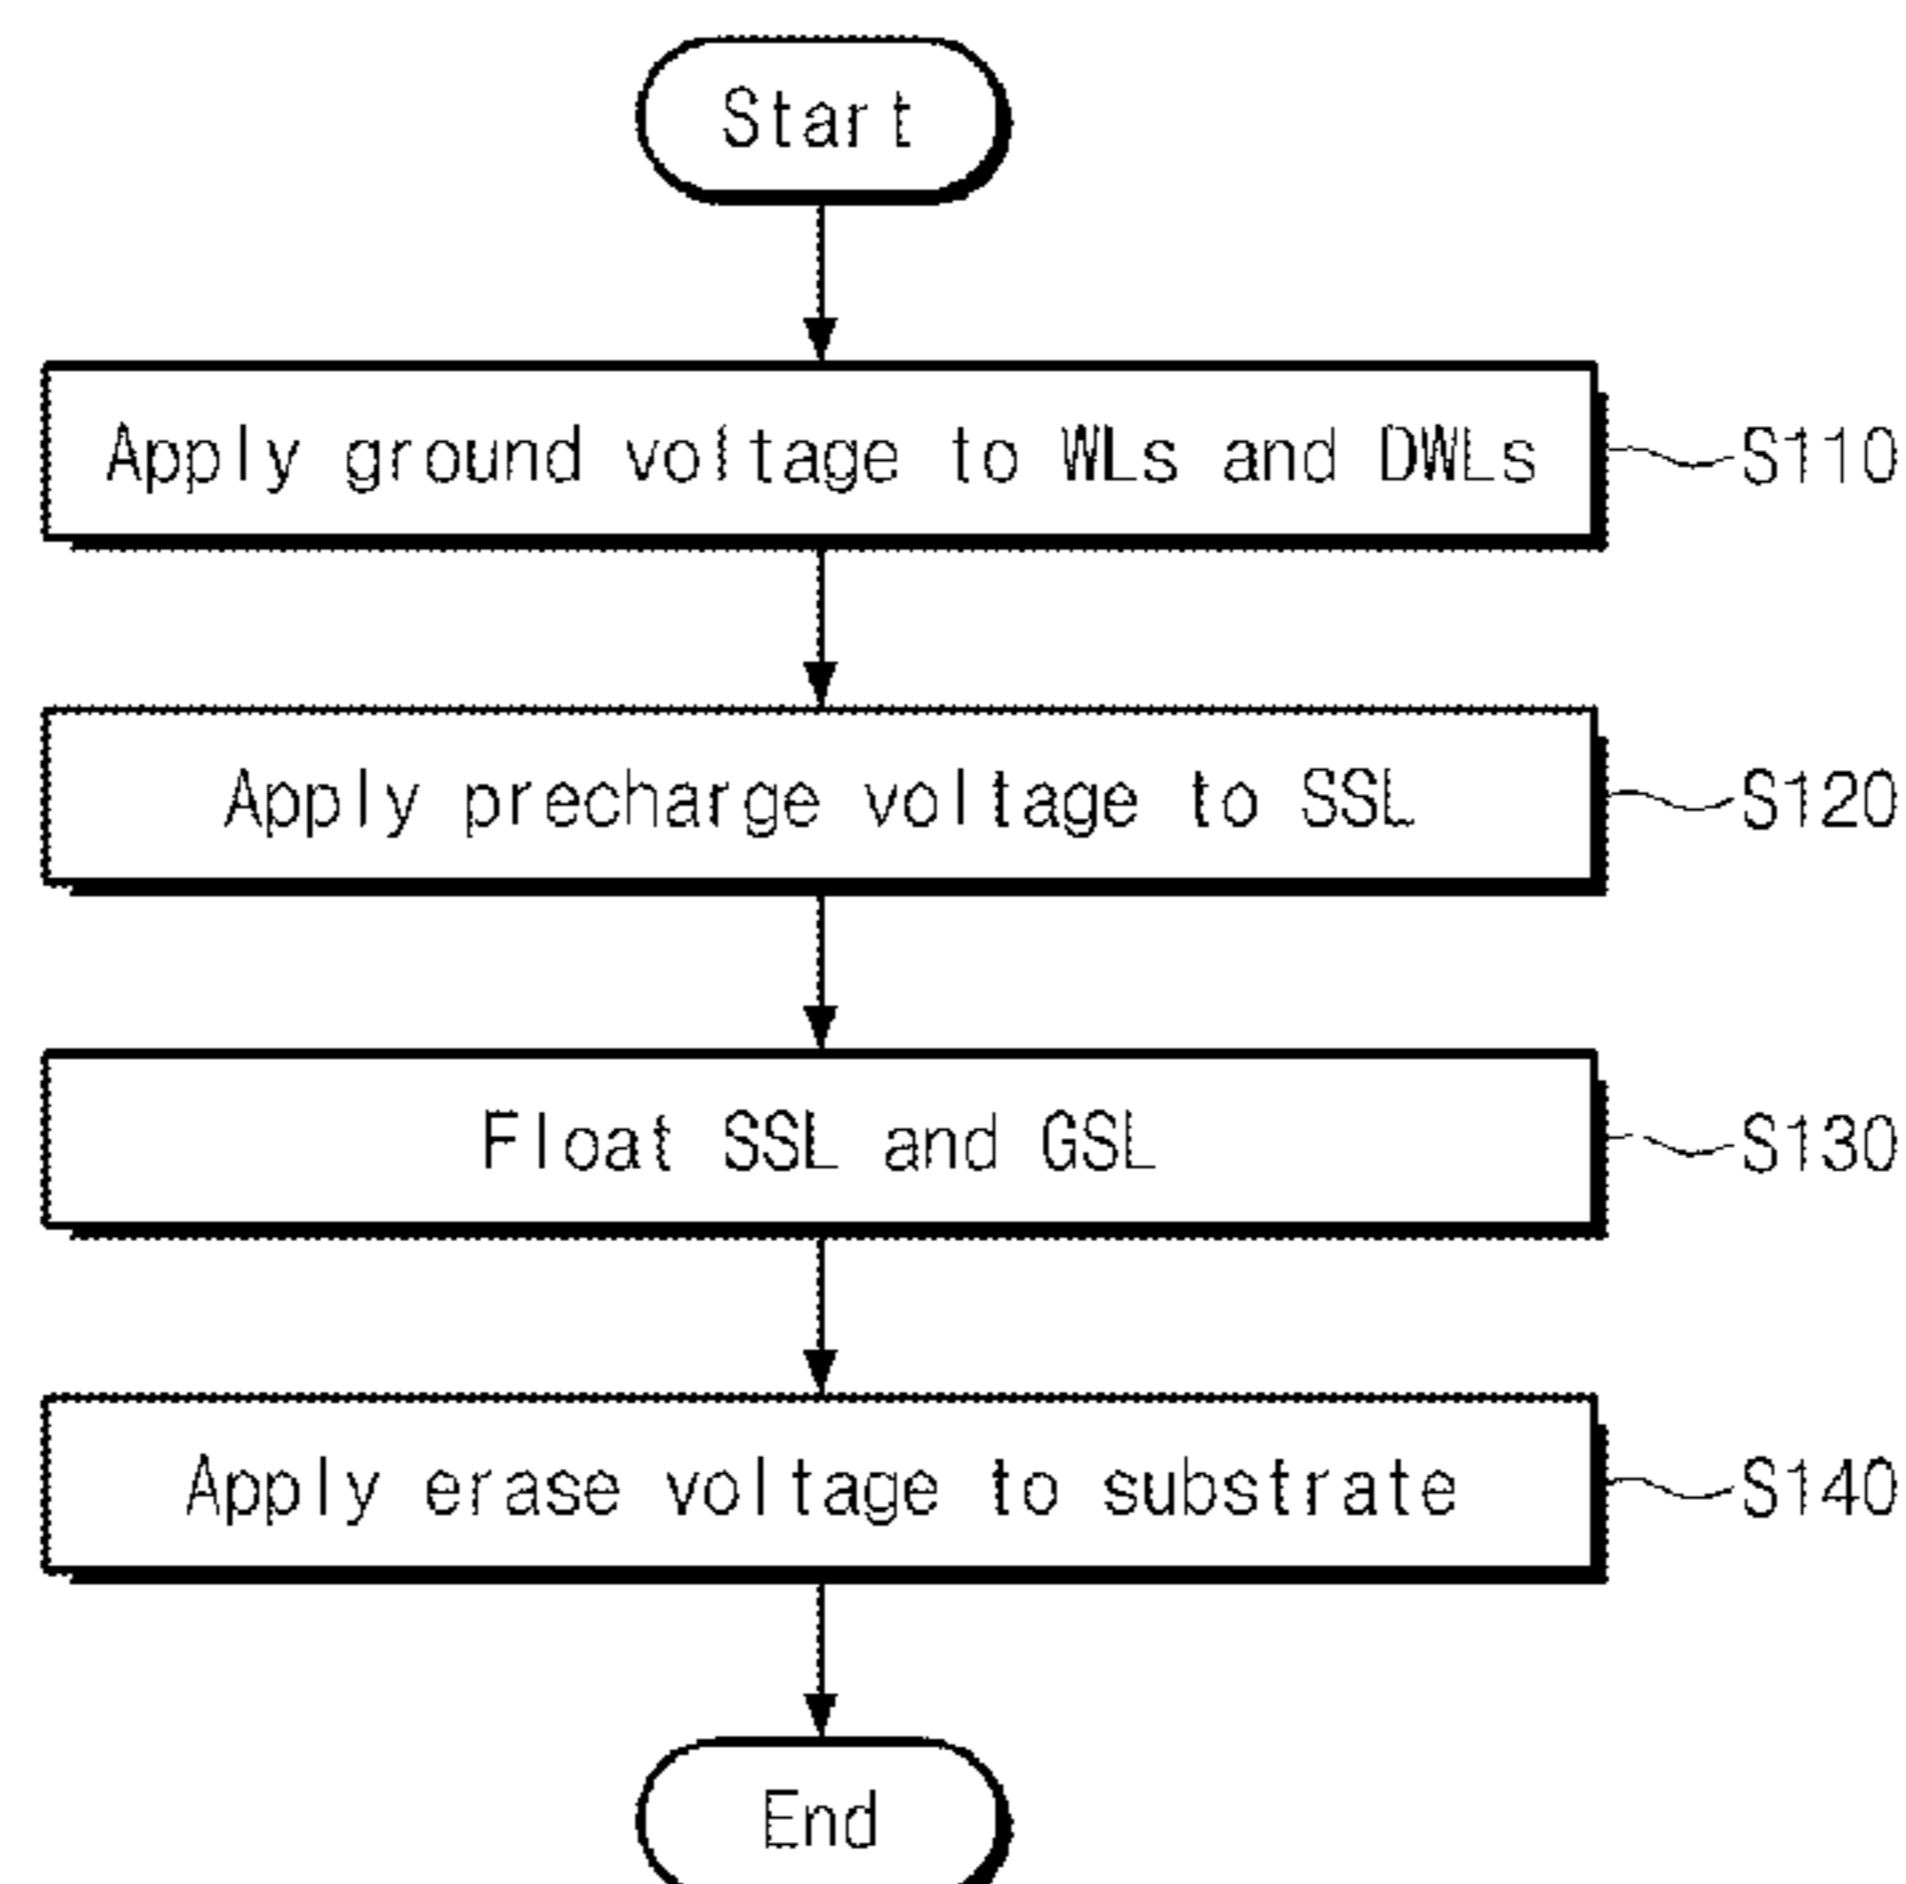 Start
Apply ground voltage to WLs and DWLs
S110
Apply precharge voltage to SSL
S120
Float SSL and GSL
S130
Apply erase voltage to substrate
S140
End